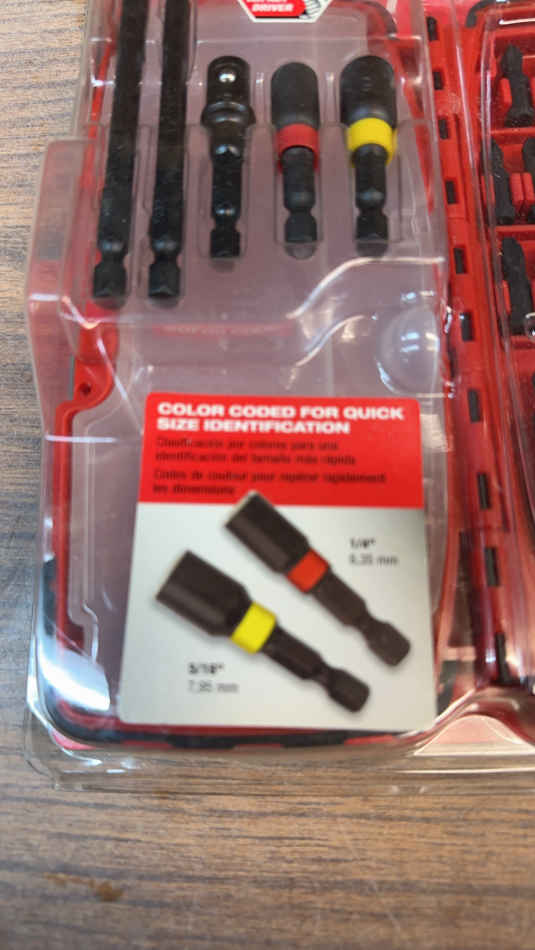 DRIVER
COLOR CODED FOR QUICK
SIZE IDENTIFICATION
Clasificación por colores para una
identificación del tamaño más rápida
Codes de couleur pour repérer rapidement
les dimensions
1/4"
6,35 mm
5/16"
7,95 mm